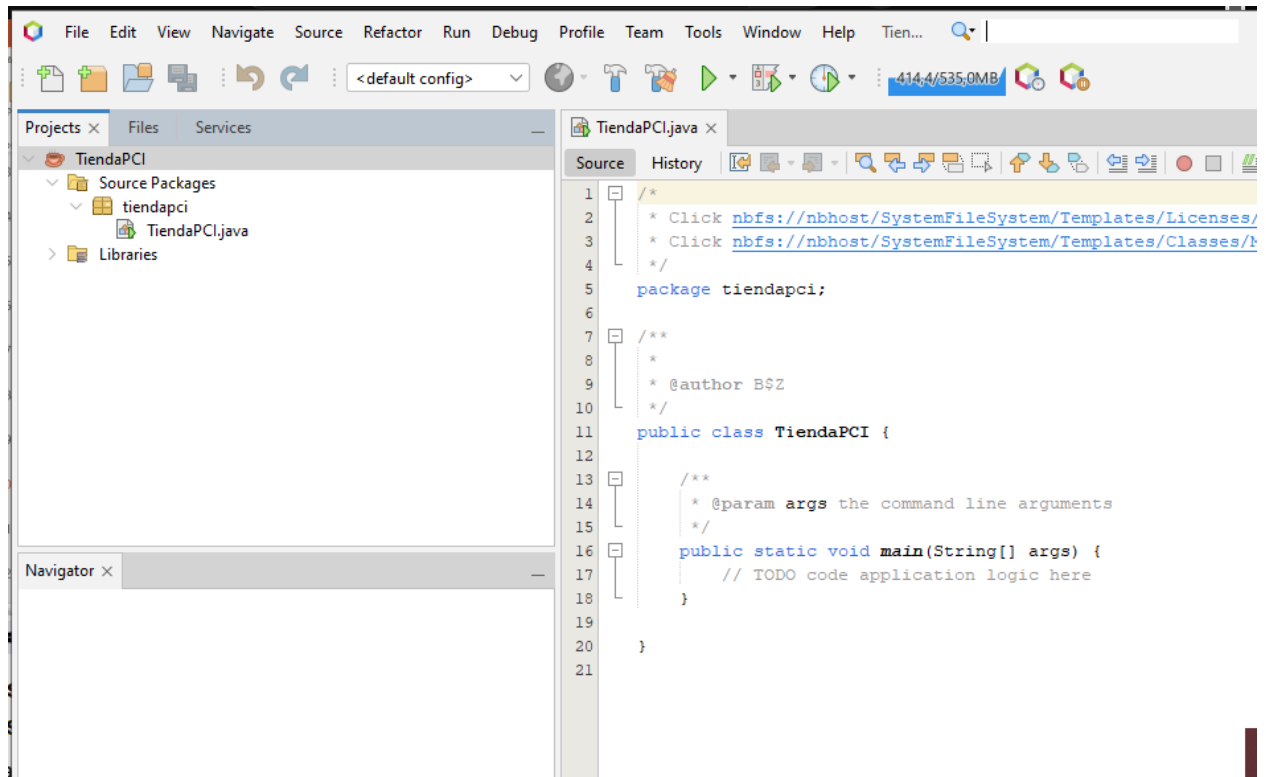 File Edit View Navigate Source Refactor Run Debug Profile Team Tools Window Help Tien...
<default config> 414,4/535,0MB
Projects Files Services
TiendaPCI
Source Packages
tiendapci
TiendaPCI.java
Libraries
Navigator
TiendaPCI.java
Source History
1 /*
2 * Click nbfs://nbhost/SystemFileSystem/Templates/Licenses/
3 * Click nbfs://nbhost/SystemFileSystem/Templates/Classes/
4 */
5 package tiendapci;
6
7 /**
8 *
9 * @author B$Z
10 */
11 public class TiendaPCI {
12
13 /**
14 * @param args the command line arguments
15 */
16 public static void main(String[] args) {
17 // TODO code application logic here
18 }
19
20 }
21